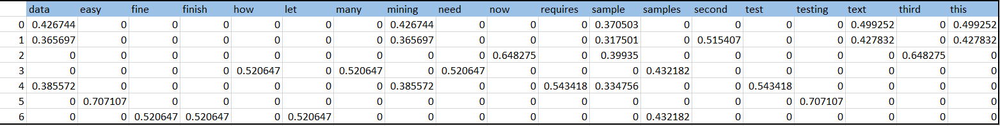 data easy fine finish how let many mining need now requires sample samples second test testing text third this
0 0.426744 0 0 0 0 0 0 0.426744 0 0 0 0.370503 0 0 0 0 0.499252 0 0.499252
1 0.365697 0 0 0 0 0 0 0.365697 0 0 0 0.317501 0 0.515407 0 0 0.427832 0 0.427832
2 0 0 0 0 0 0 0 0 0 0.648275 0 0.39935 0 0 0 0 0 0.648275 0
3 0 0 0 0 0.520647 0 0.520647 0 0.520647 0 0 0 0.432182 0 0 0 0 0 0
4 0.385572 0 0 0 0 0 0 0.385572 0 0 0.543418 0.334756 0 0 0.543418 0 0 0 0
5 0 0.707107 0 0 0 0 0 0 0 0 0 0 0 0 0 0.707107 0 0 0
6 0 0 0.520647 0.520647 0 0.520647 0 0 0 0 0 0 0.432182 0 0 0 0 0 0